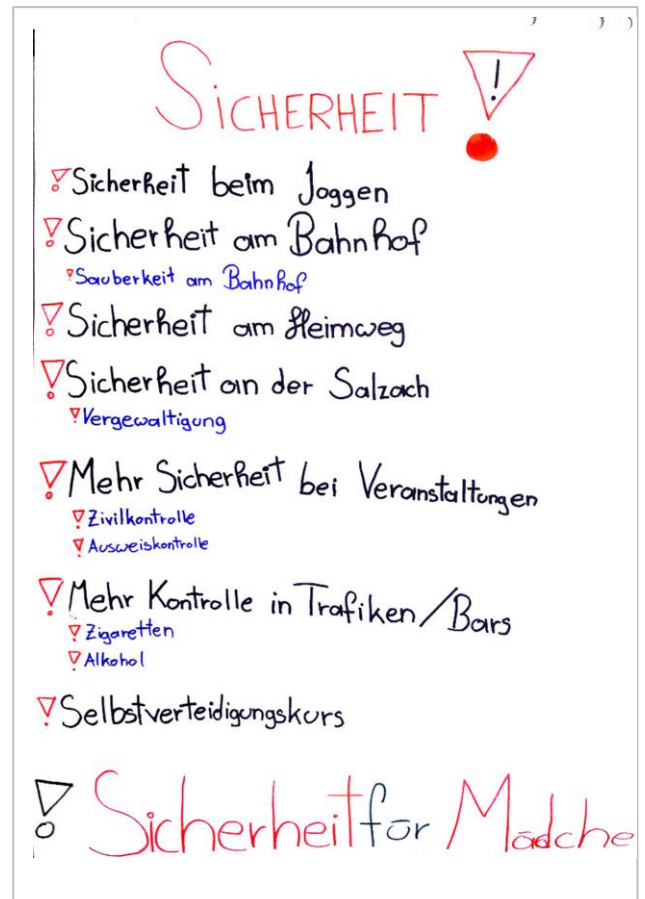 SICHERHEIT !
! Sicherheit beim Joggen
! Sicherheit am Bahnhof
! Sauberkeit am Bahnhof
! Sicherheit am Heimweg
! Sicherheit an der Salzach
! Vergewaltigung
! Mehr Sicherheit bei Veranstaltungen
! Zivilkontrolle
! Ausweiskontrolle
! Mehr Kontrolle in Trafiken/Bars
! Zigaretten
! Alkohol
! Selbstverteidigungskurs
! Sicherheit für Mädche